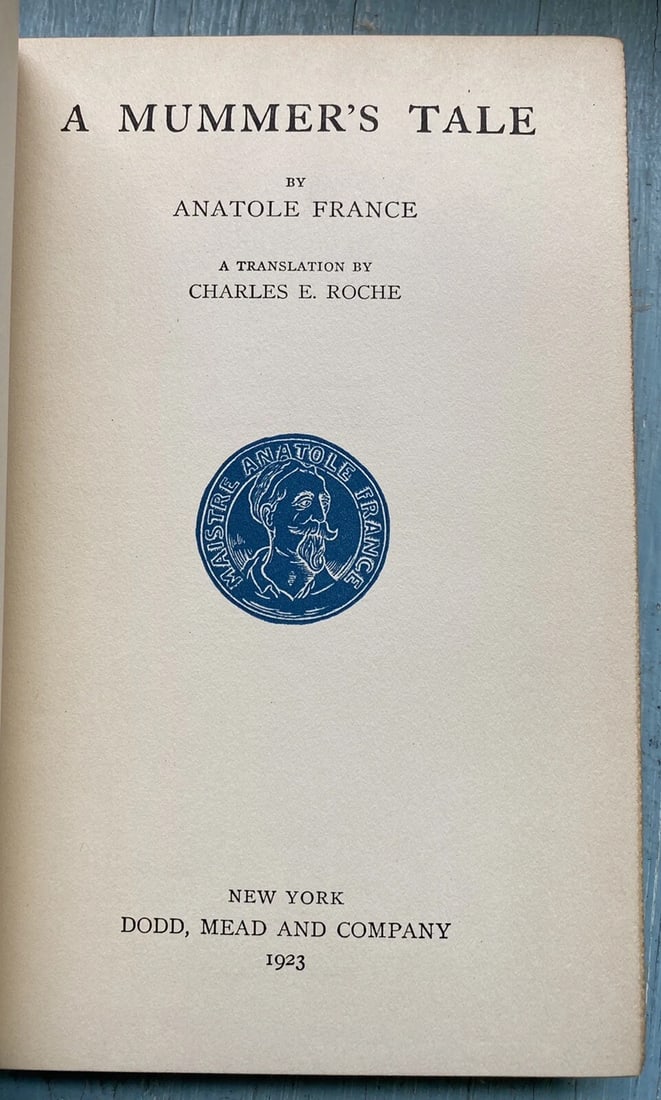 A MUMMER'S TALE
BY
ANATOLE FRANCE
A TRANSLATION BY
CHARLES E. ROCHE
MAISTRE ANATOLE FRANCE
NEW YORK
DODD, MEAD AND COMPANY
1923